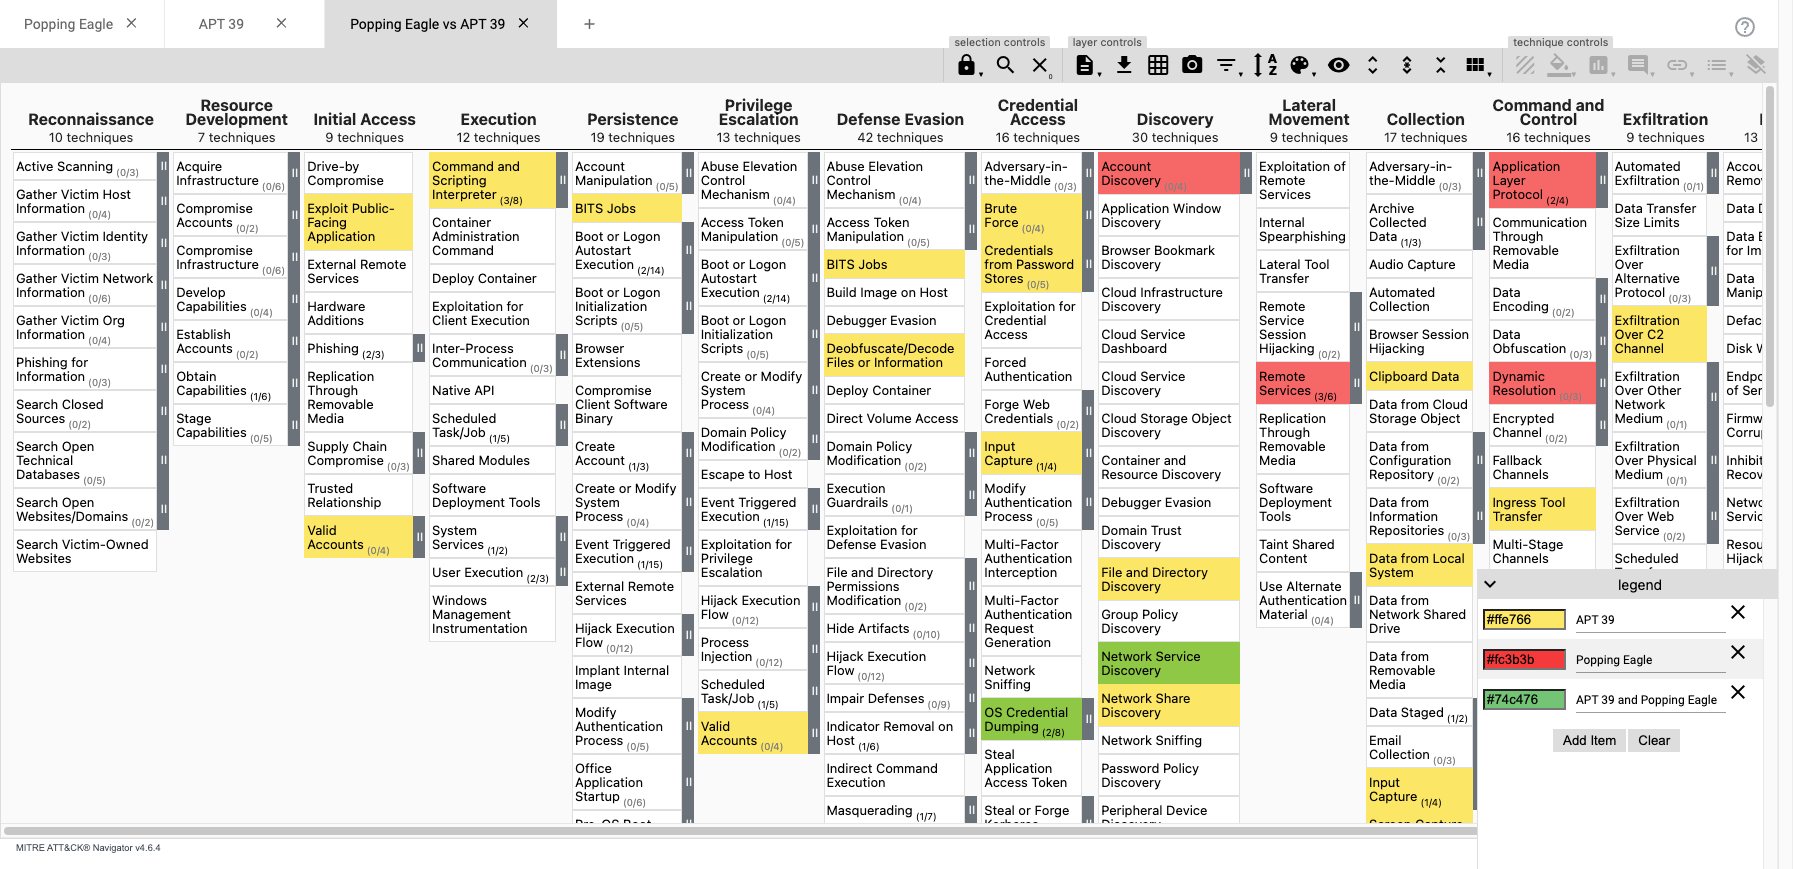 Popping Eagle
APT 39
Popping Eagle vs APT 39
selection controls
layer controls
technique controls
Reconnaissance
10 techniques
Active Scanning (0/3)
Gather Victim Host
Information (0/4)
Gather Victim Identity
Information (0/3)
Gather Victim Network
Information (0/6)
Gather Victim Org
Information (0/4)
Phishing for
Information (0/3)
Search Closed
Sources (0/2)
Search Open
Technical
Databases (0/5)
Search Open
Websites/Domains (0/2)
Search Victim-Owned
Websites
Resource
Development
7 techniques
Acquire
Infrastructure (0/6)
Compromise
Accounts (0/2)
Compromise
Infrastructure (0/6)
Develop
Capabilities (0/4)
Establish
Accounts (0/2)
Obtain
Capabilities (1/6)
Stage
Capabilities (0/5)
Initial Access
9 techniques
Drive-by
Compromise
Exploit Public-
Facing
Application
External Remote
Services
Hardware
Additions
Phishing (2/3)
Replication
Through
Removable
Media
Supply Chain
Compromise (0/3)
Trusted
Relationship
Valid
Accounts (0/4)
Execution
12 techniques
Command and
Scripting
Interpreter (3/8)
Container
Administration
Command
Deploy Container
Exploitation for
Client Execution
Inter-Process
Communication (0/3)
Native API
Scheduled
Task/Job (1/5)
Shared Modules
Software
Deployment Tools
System
Services (1/2)
User Execution (2/3)
Windows
Management
Instrumentation
Persistence
19 techniques
Account
Manipulation (0/5)
BITS Jobs
Boot or Logon
Autostart
Execution (2/14)
Boot or Logon
Initialization
Scripts (0/5)
Browser
Extensions
Compromise
Client Software
Binary
Create
Account (1/3)
Create or Modify
System
Process (0/4)
Event Triggered
Execution (1/15)
External Remote
Services
Hijack Execution
Flow (0/12)
Implant Internal
Image
Modify
Authentication
Process (0/5)
Office
Application
Startup (0/6)
Pre-OS Boot
Privilege
Escalation
13 techniques
Abuse Elevation
Control
Mechanism (0/4)
Access Token
Manipulation (0/5)
Boot or Logon
Autostart
Execution (2/14)
Boot or Logon
Initialization
Scripts (0/5)
Create or Modify
System
Process (0/4)
Domain Policy
Modification (0/2)
Escape to Host
Event Triggered
Execution (1/15)
Exploitation for
Privilege
Escalation
Hijack Execution
Flow (0/12)
Process
Injection (0/12)
Scheduled
Task/Job (1/5)
Valid
Accounts (0/4)
Defense Evasion
42 techniques
Abuse Elevation
Control
Mechanism (0/4)
Access Token
Manipulation (0/5)
BITS Jobs
Build Image on Host
Debugger Evasion
Deobfuscate/Decode
Files or Information
Deploy Container
Direct Volume Access
Domain Policy
Modification (0/2)
Execution
Guardrails (0/1)
Exploitation for
Defense Evasion
File and Directory
Permissions
Modification (0/2)
Hide Artifacts (0/10)
Hijack Execution
Flow (0/12)
Impair Defenses (0/9)
Indicator Removal on
Host (1/6)
Indirect Command
Execution
Masquerading (1/7)
Credential
Access
16 techniques
Adversary-in-
the-Middle (0/3)
Brute
Force (0/4)
Credentials
from Password
Stores (0/5)
Exploitation for
Credential
Access
Forced
Authentication
Forge Web
Credentials (0/2)
Input
Capture (1/4)
Modify
Authentication
Process (0/5)
Multi-Factor
Authentication
Interception
Multi-Factor
Authentication
Request
Generation
Network
Sniffing
OS Credential
Dumping (2/8)
Steal
Application
Access Token
Steal or Forge
Kerberos
Discovery
30 techniques
Account
Discovery (0/4)
Application Window
Discovery
Browser Bookmark
Discovery
Cloud Infrastructure
Discovery
Cloud Service
Dashboard
Cloud Service
Discovery
Cloud Storage Object
Discovery
Container and
Resource Discovery
Debugger Evasion
Domain Trust
Discovery
File and Directory
Discovery
Group Policy
Discovery
Network Service
Discovery
Network Share
Discovery
Network Sniffing
Password Policy
Discovery
Peripheral Device
Discovery
Lateral
Movement
9 techniques
Exploitation of
Remote
Services
Internal
Spearphishing
Lateral Tool
Transfer
Remote
Service
Session
Hijacking (0/2)
Remote
Services (3/6)
Replication
Through
Removable
Media
Software
Deployment
Tools
Taint Shared
Content
Use Alternate
Authentication
Material (0/4)
Collection
17 techniques
Adversary-in-
the-Middle (0/3)
Archive
Collected
Data (1/3)
Audio Capture
Automated
Collection
Browser Session
Hijacking
Clipboard Data
Data from Cloud
Storage Object
Data from
Configuration
Repository (0/2)
Data from
Information
Repositories (0/3)
Data from Local
System
Data from
Network Shared
Drive
Data from
Removable
Media
Data Staged (1/2)
Email
Collection (0/3)
Input
Capture (1/4)
Screen Capture
Command and
Control
16 techniques
Application
Layer
Protocol (2/4)
Communication
Through
Removable
Media
Data
Encoding (0/2)
Data
Obfuscation (0/3)
Dynamic
Resolution (0/3)
Encrypted
Channel (0/2)
Fallback
Channels
Ingress Tool
Transfer
Multi-Stage
Channels
Exfiltration
9 techniques
Automated
Exfiltration (0/1)
Data Transfer
Size Limits
Exfiltration
Over
Alternative
Protocol (0/3)
Exfiltration
Over C2
Channel
Exfiltration
Over Other
Network
Medium (0/1)
Exfiltration
Over Physical
Medium (0/1)
Exfiltration
Over Web
Service (0/2)
Scheduled
13
Accou
Remov
Data D
Data E
for Im
Data
Manip
Defac
Disk W
Endpo
of Ser
Firmw
Corru
Inhibit
Recov
Netwo
Servic
Resou
Hijack
legend
#ffe766 APT 39
#fc3b3b Popping Eagle
#74c476 APT 39 and Popping Eagle
Add Item Clear
MITRE ATT&CK® Navigator v4.6.4